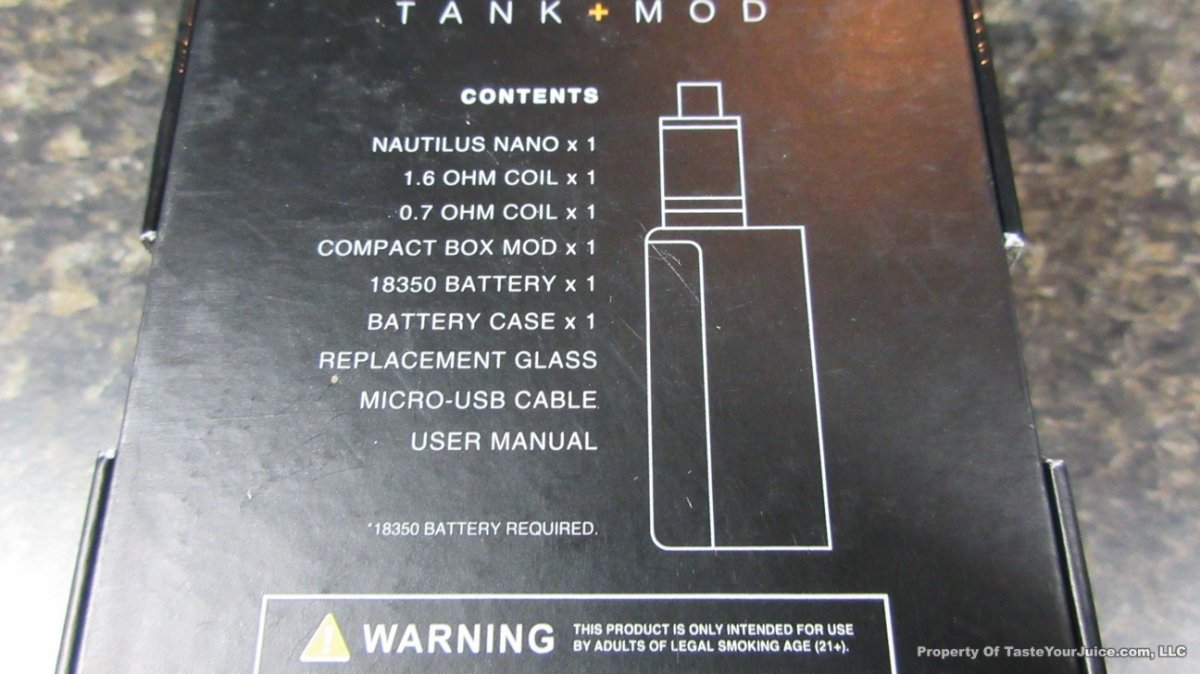 TANK + MOD
CONTENTS
NAUTILUS NANO x 1
1.6 OHM COIL x 1
0.7 OHM COIL x 1
COMPACT BOX MOD x 1
18350 BATTERY x 1
BATTERY CASE x 1
REPLACEMENT GLASS
MICRO-USB CABLE
USER MANUAL
*18350 BATTERY REQUIRED.
WARNING
THIS PRODUCT IS ONLY INTENDED FOR USE
BY ADULTS OF LEGAL SMOKING AGE (21+).
Property Of TasteYourJuice.com, LLC